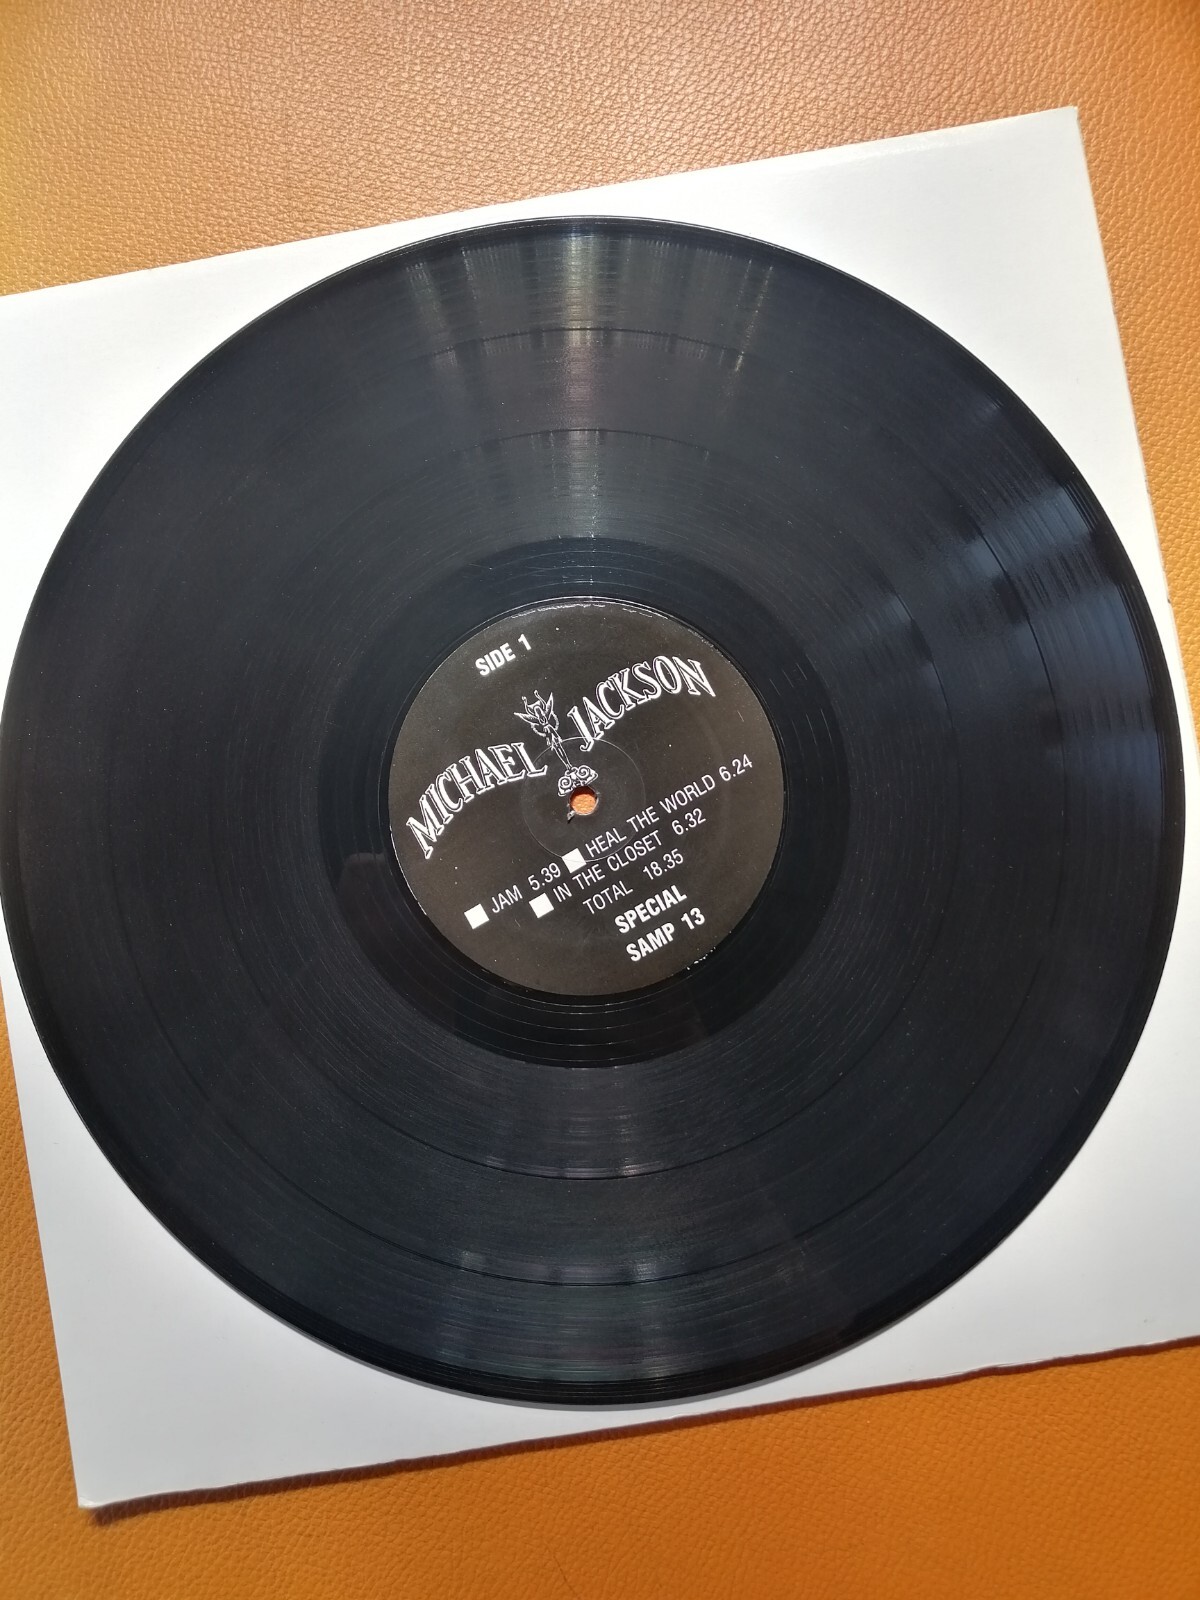 SIDE 1
MICHAEL JACKSON
JAM 5.39 HEAL THE WORLD 6.24
IN THE CLOSET 6.32
TOTAL 18.35
SPECIAL
SAMP 13